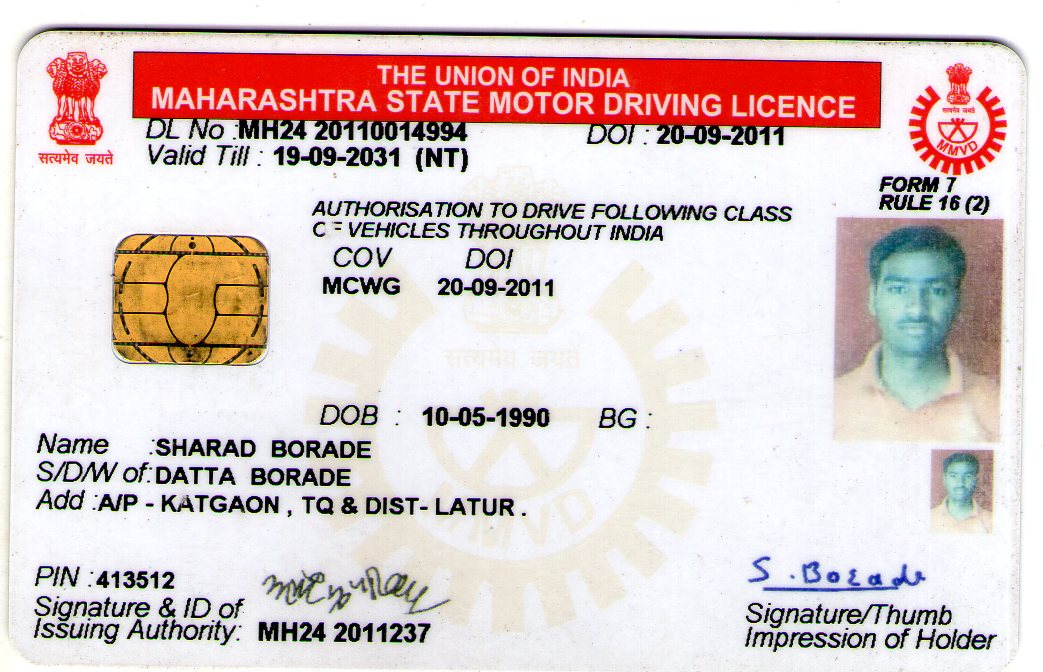 THE UNION OF INDIA
MAHARASHTRA STATE MOTOR DRIVING LICENCE
सत्यमेव जयते
DL No :MH24 20110014994 DOI : 20-09-2011
Valid Till : 19-09-2031 (NT)
FORM 7
RULE 16 (2)
AUTHORISATION TO DRIVE FOLLOWING CLASS
OF VEHICLES THROUGHOUT INDIA
COV DOI
MCWG 20-09-2011
DOB : 10-05-1990 BG :
Name :SHARAD BORADE
S/D/W of:DATTA BORADE
Add :A/P - KATGAON , TQ & DIST- LATUR .
PIN :413512
Signature & ID of
Issuing Authority: MH24 2011237
S. Borade
Signature/Thumb
Impression of Holder
MMVD